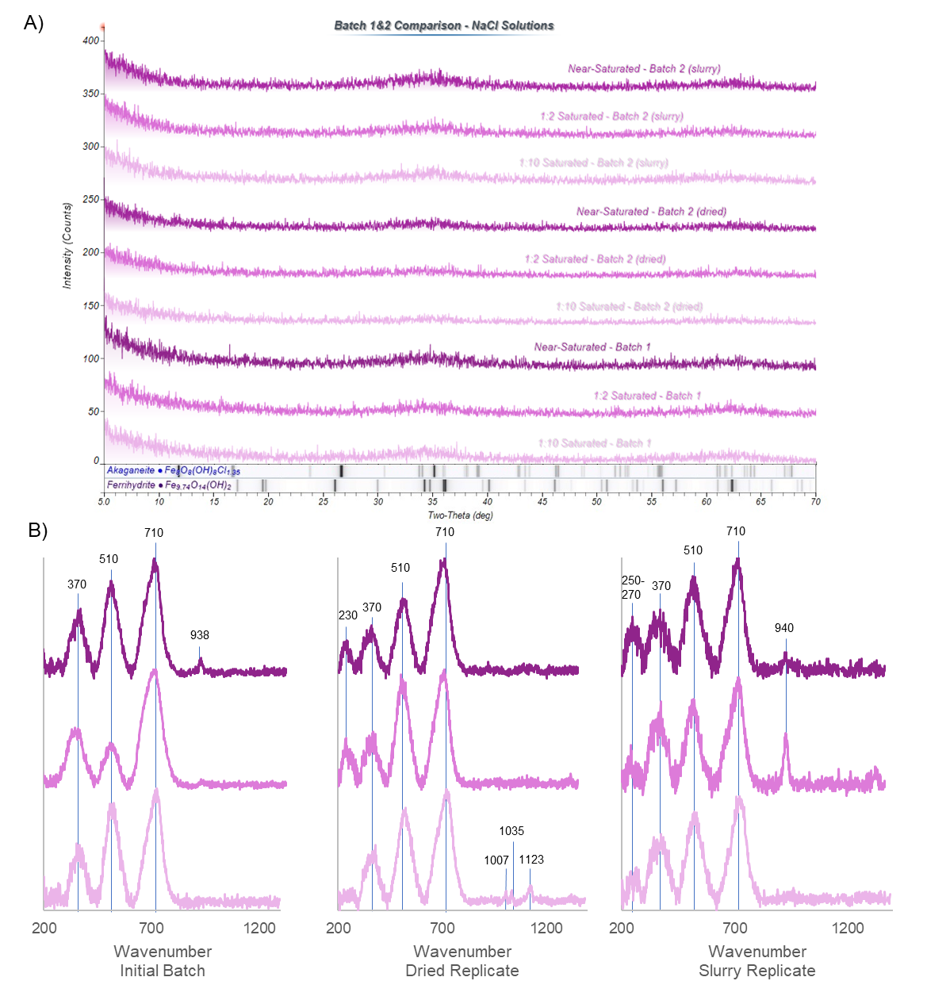 A)
Batch 1&2 Comparison - NaCl Solutions
400
350
300
250
200
150
100
50
0
Intensity (Counts)
Near-Saturated - Batch 2 (slurry)
1:2 Saturated - Batch 2 (slurry)
1:10 Saturated - Batch 2 (slurry)
Near-Saturated - Batch 2 (dried)
1:2 Saturated - Batch 2 (dried)
1:10 Saturated - Batch 2 (dried)
Near-Saturated - Batch 1
1:2 Saturated - Batch 1
1:10 Saturated - Batch 1
Akaganeite • Fe8O8(OH)8Cl1.35
Ferrihydrite • Fe9.74O14(OH)2
5.0 10 15 20 25 30 35 40 45 50 55 60 65 70
Two-Theta (deg)
B)
370 510 710 938
230 370 510 710
1007 1035 1123
250-
270 370 510 710 940
200 700 1200
Wavenumber
Initial Batch
200 700 1200
Wavenumber
Dried Replicate
200 700 1200
Wavenumber
Slurry Replicate